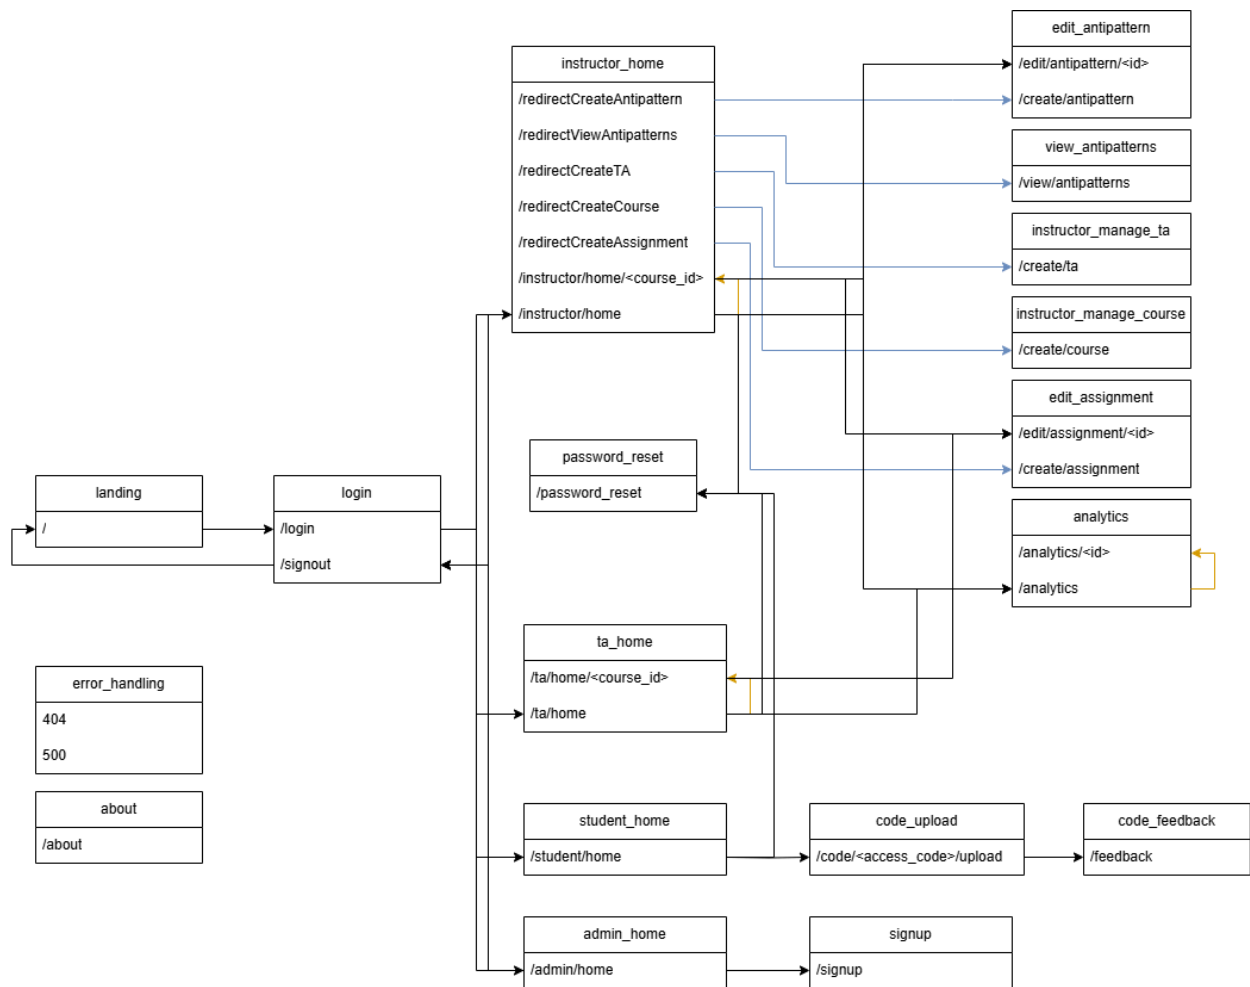 edit_antipattern
/edit/antipattern/<id>
/create/antipattern
instructor_home
/redirectCreateAntipattern
/redirectViewAntipatterns
/redirectCreateTA
/redirectCreateCourse
/redirectCreateAssignment
/instructor/home/<course_id>
/instructor/home
view_antipatterns
/view/antipatterns
instructor_manage_ta
/create/ta
instructor_manage_course
/create/course
edit_assignment
/edit/assignment/<id>
/create/assignment
password_reset
/password_reset
landing
/
login
/login
/signout
analytics
/analytics/<id>
/analytics
ta_home
/ta/home/<course_id>
/ta/home
error_handling
404
500
about
/about
student_home
/student/home
code_upload
/code/<access_code>/upload
code_feedback
/feedback
admin_home
/admin/home
signup
/signup